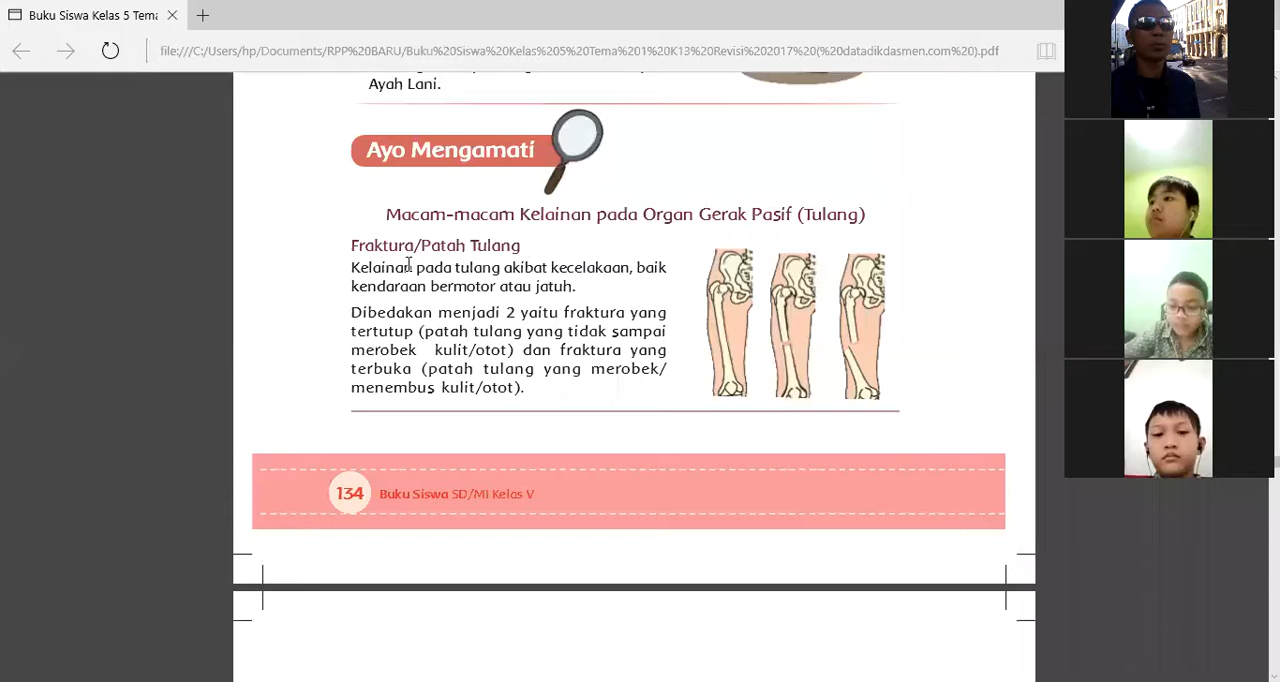 Buku Siswa Kelas 5 Tema
file:///C:/Users/hp/Documents/RPP%20BARU/Buku%20Siswa%20Kelas%205%20Tema%201%20K13%20Revisi%202017%20(%20datadikdasmen.com%20).pdf
Ayah Lani.
Ayo Mengamati
Macam-macam Kelainan pada Organ Gerak Pasif (Tulang)
Fraktura/Patah Tulang
Kelainan pada tulang akibat kecelakaan, baik
kendaraan bermotor atau jatuh.
Dibedakan menjadi 2 yaitu fraktura yang
tertutup (patah tulang yang tidak sampai
merobek kulit/otot) dan fraktura yang
terbuka (patah tulang yang merobek/
menembus kulit/otot).
134 Buku Siswa SD/MI Kelas V